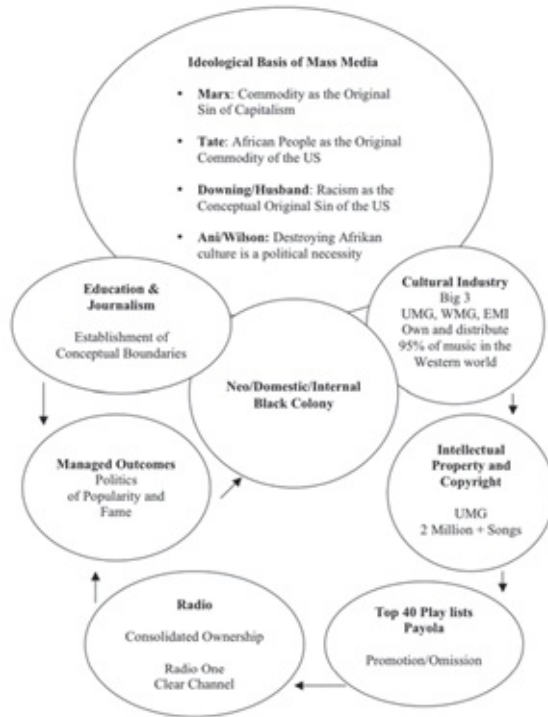 Ideological Basis of Mass Media
• Marx: Commodity as the Original
Sin of Capitalism
• Tate: African People as the Original
Commodity of the US
• Downing/Husband: Racism as the
Conceptual Original Sin of the US
• Ani/Wilson: Destroying Afrikan
culture is a political necessity
Education &
Journalism
Establishment of
Conceptual Boundaries
Cultural Industry
Big 3
UMG, WMG, EMI
Own and distribute
95% of music in the
Western world
Neo/Domestic/Internal
Black Colony
Managed Outcomes
Politics
of Popularity and
Fame
Intellectual
Property and
Copyright
UMG
2 Million + Songs
Radio
Consolidated Ownership
Radio One
Clear Channel
Top 40 Play lists
Payola
Promotion/Omission